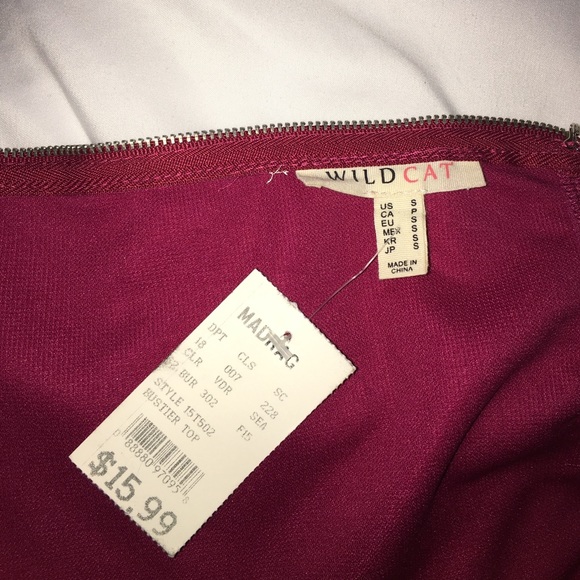 WILD CAT
US S
CA P
EU S
MEX S
KR S
JP S
MADE IN
CHINA
MADRAG
DPT CLS SC
18 007 228
CLR VDR SEA
BUR 302 F15
STYLE 15T502
BUSTIER TOP
$15.99